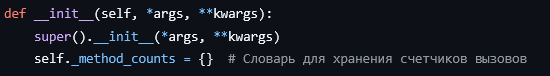 def __init__(self, *args, **kwargs):
    super().__init__(*args, **kwargs)
    self._method_counts = {}  # Словарь для хранения счетчиков вызовов